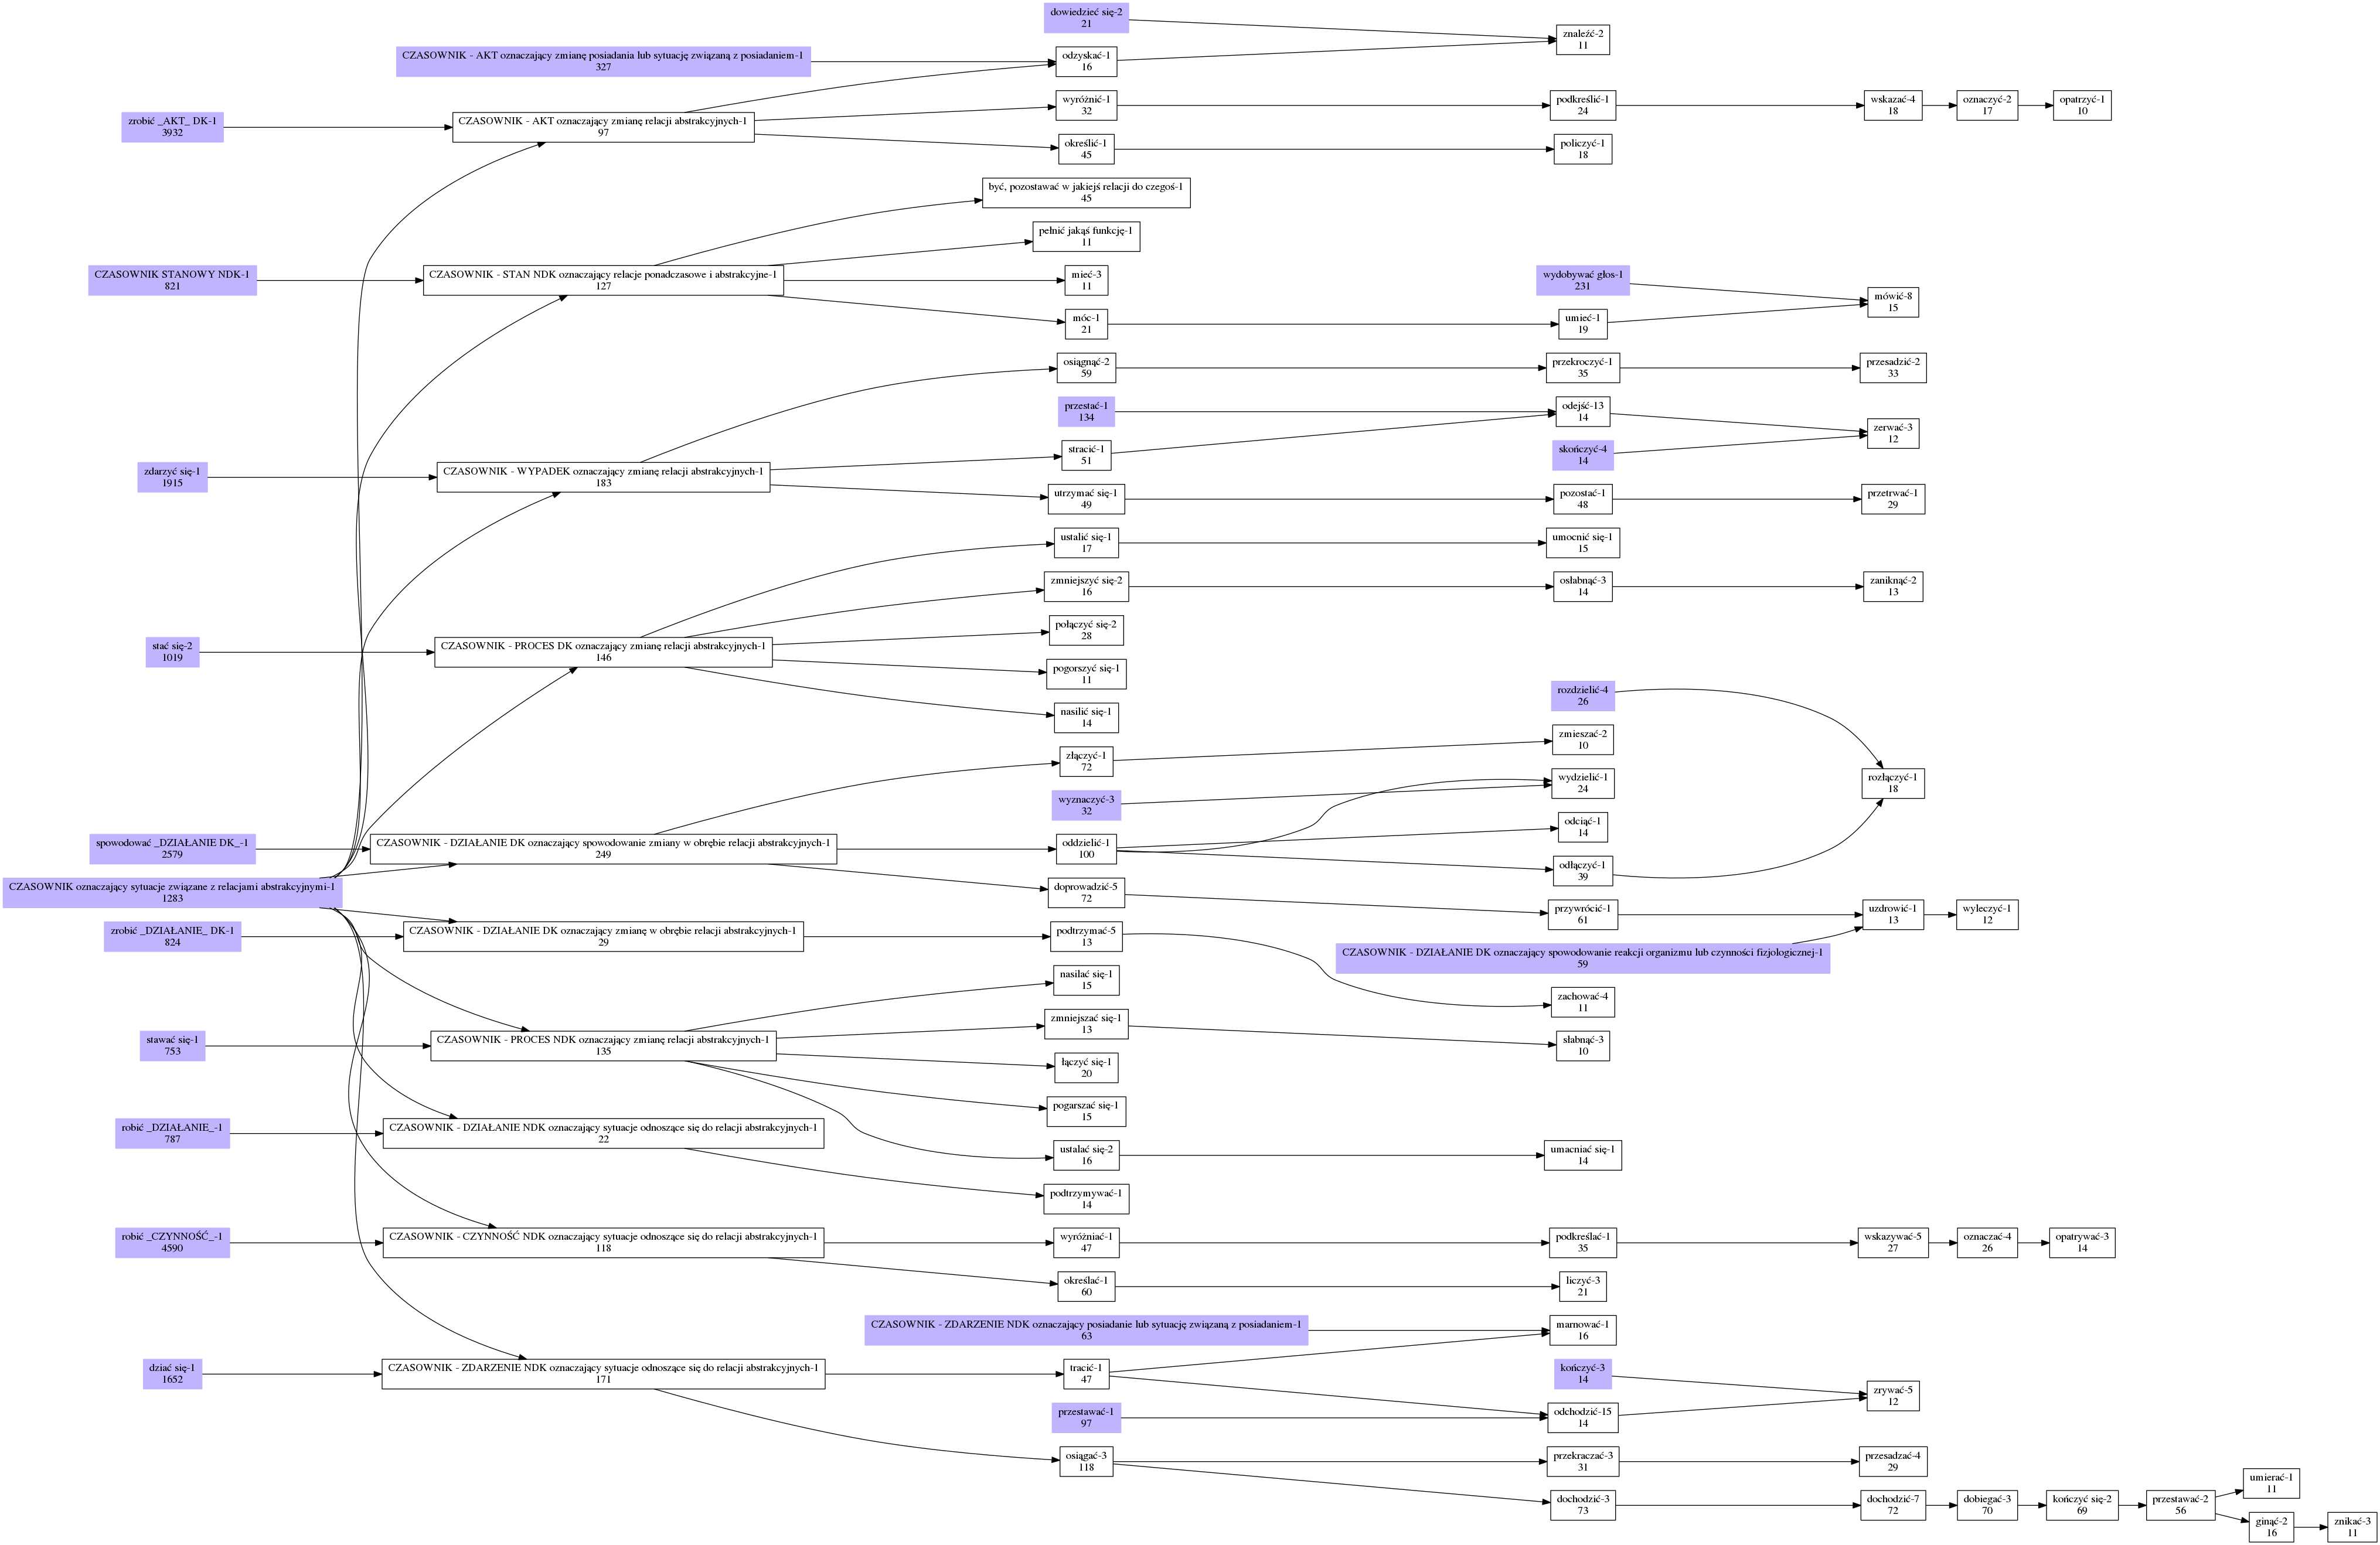 dowiedzieć się-2
21
znaleźć-2
11
CZASOWNIK - AKT oznaczający zmianę posiadania lub sytuację związaną z posiadaniem-1
327
odzyskać-1
16
zrobić _AKT_ DK-1
3932
CZASOWNIK - AKT oznaczający zmianę relacji abstrakcyjnych-1
97
wyróżnić-1
32
podkreślić-1
24
wskazać-4
18
oznaczyć-2
17
opatrzyć-1
10
określić-1
45
policzyć-1
18
być, pozostawać w jakiejś relacji do czegoś-1
45
pełnić jakąś funkcję-1
11
CZASOWNIK STANOWY NDK-1
821
CZASOWNIK - STAN NDK oznaczający relacje ponadczasowe i abstrakcyjne-1
127
mieć-3
11
wydobywać głos-1
231
mówić-8
15
móc-1
21
umieć-1
19
osiągnąć-2
59
przekroczyć-1
35
przesadzić-2
33
przestać-1
134
odejść-13
14
zerwać-3
12
zdarzyć się-1
1915
CZASOWNIK - WYPADEK oznaczający zmianę relacji abstrakcyjnych-1
183
stracić-1
51
skończyć-4
14
utrzymać się-1
49
pozostać-1
48
przetrwać-1
29
ustalić się-1
17
umocnić się-1
15
zmniejszyć się-2
16
osłabnąć-3
14
zaniknąć-2
13
stać się-2
1019
CZASOWNIK - PROCES DK oznaczający zmianę relacji abstrakcyjnych-1
146
połączyć się-2
28
pogorszyć się-1
11
nasilić się-1
14
rozdzielić-4
26
złączyć-1
72
zmieszać-2
10
wyznaczyć-3
32
wydzielić-1
24
rozłączyć-1
18
spowodować _DZIAŁANIE DK_-1
2579
CZASOWNIK - DZIAŁANIE DK oznaczający spowodowanie zmiany w obrębie relacji abstrakcyjnych-1
249
oddzielić-1
100
odciąć-1
14
odłączyć-1
39
CZASOWNIK oznaczający sytuacje związane z relacjami abstrakcyjnymi-1
1283
doprowadzić-5
72
przywrócić-1
61
uzdrowić-1
13
wyleczyć-1
12
zrobić _DZIAŁANIE_ DK-1
824
CZASOWNIK - DZIAŁANIE DK oznaczający zmianę w obrębie relacji abstrakcyjnych-1
29
podtrzymać-5
13
CZASOWNIK - DZIAŁANIE DK oznaczający spowodowanie reakcji organizmu lub czynności fizjologicznej-1
59
zachować-4
11
nasilać się-1
15
stawać się-1
753
CZASOWNIK - PROCES NDK oznaczający zmianę relacji abstrakcyjnych-1
135
zmniejszać się-1
13
słabnąć-3
10
łączyć się-1
20
pogarszać się-1
15
robić _DZIAŁANIE_-1
787
CZASOWNIK - DZIAŁANIE NDK oznaczający sytuacje odnoszące się do relacji abstrakcyjnych-1
22
ustalać się-2
16
umacniać się-1
14
podtrzymywać-1
14
robić _CZYNNOŚĆ_-1
4590
CZASOWNIK - CZYNNOŚĆ NDK oznaczający sytuacje odnoszące się do relacji abstrakcyjnych-1
118
wyróżniać-1
47
podkreślać-1
35
wskazywać-5
27
oznaczać-4
26
opatrywać-3
14
określać-1
60
liczyć-3
21
CZASOWNIK - ZDARZENIE NDK oznaczający posiadanie lub sytuację związaną z posiadaniem-1
63
marnować-1
16
dziać się-1
1652
CZASOWNIK - ZDARZENIE NDK oznaczający sytuacje odnoszące się do relacji abstrakcyjnych-1
171
tracić-1
47
kończyć-3
14
zrywać-5
12
przestawać-1
97
odchodzić-15
14
osiągać-3
118
przekraczać-3
31
przesadzać-4
29
dochodzić-3
73
dochodzić-7
72
dobiegać-3
70
kończyć się-2
69
przestawać-2
56
umierać-1
11
ginąć-2
16
znikać-3
11